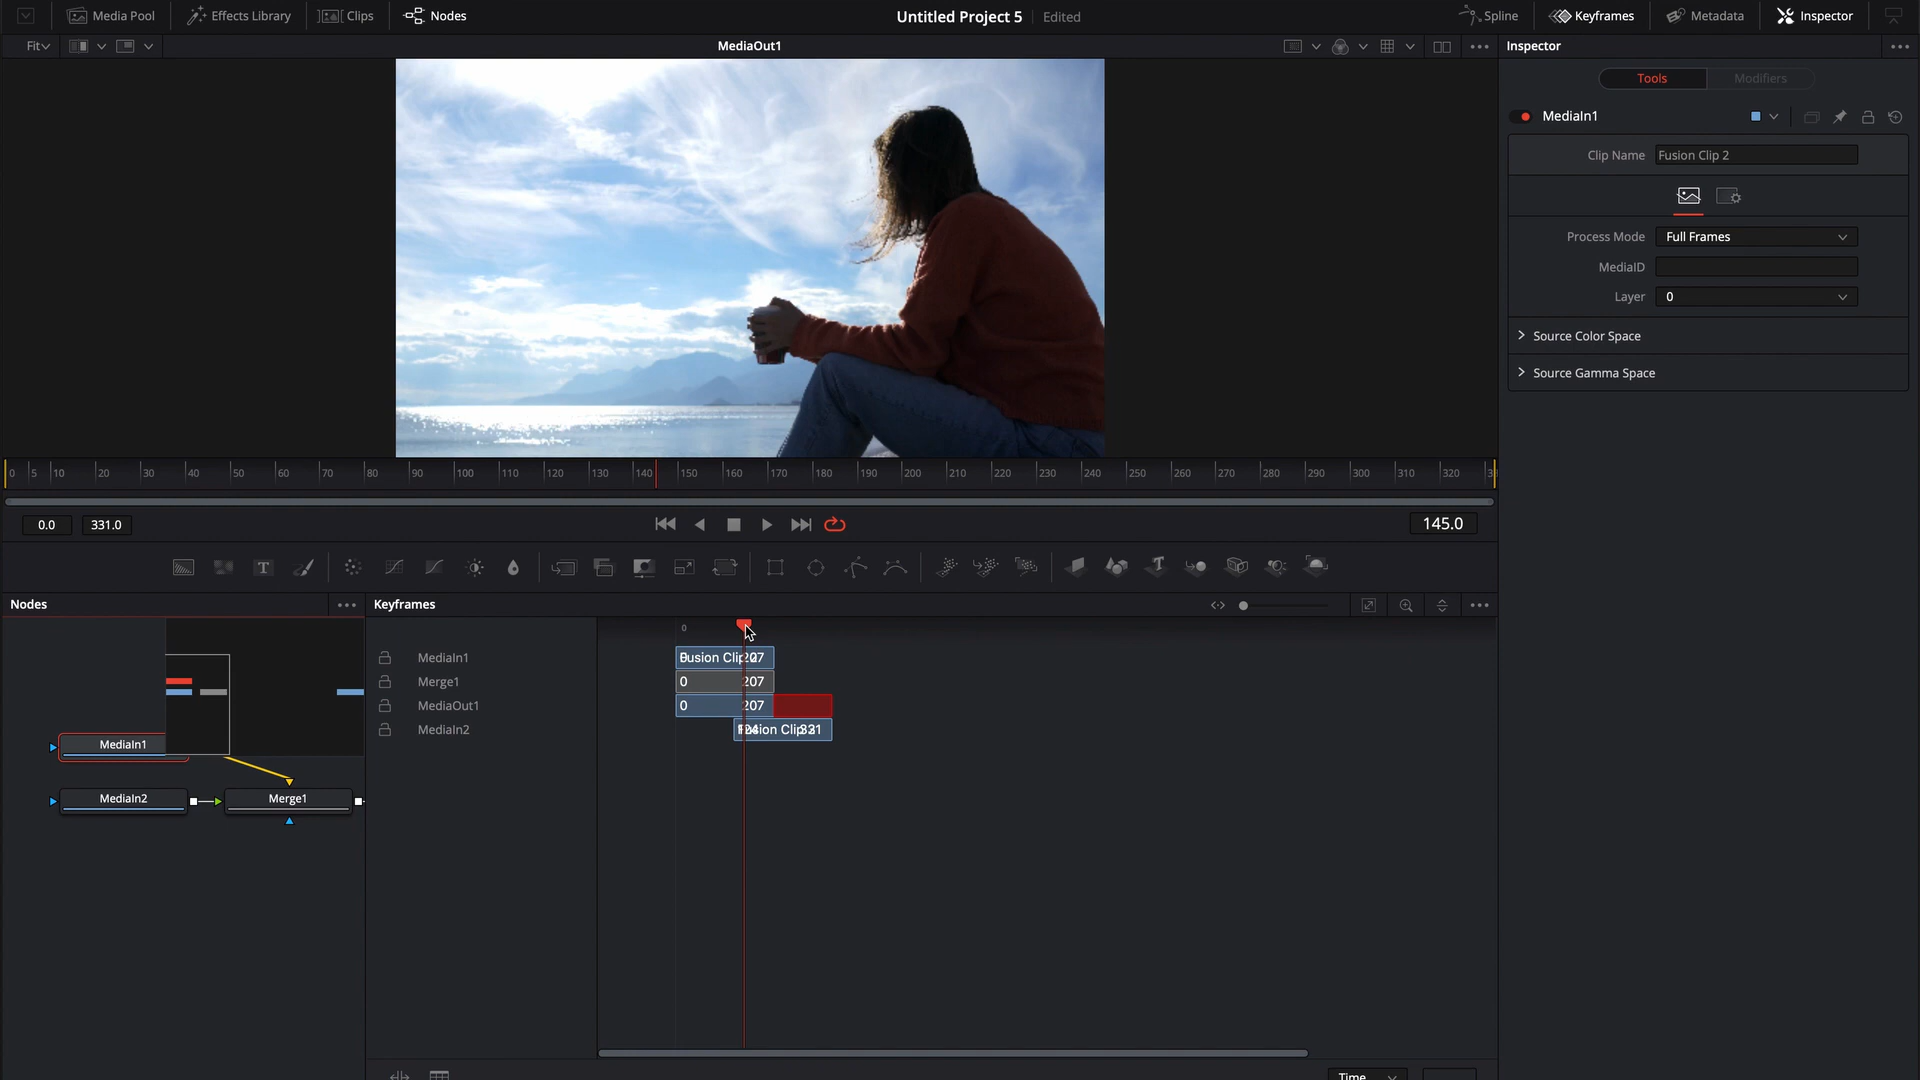 Media Pool Effects Library Clips Nodes Untitled Project 5 Edited Spline Keyframes Metadata Inspector
Fit MediaOut1 Inspector
Tools Modifiers
MediaIn1
Clip Name Fusion Clip 2
Process Mode Full Frames
MediaID
Layer 0
Source Color Space
Source Gamma Space
0 5 10 20 30 40 50 60 70 80 90 100 110 120 130 140 150 160 170 180 190 200 210 220 230 240 250 260 270 280 290 300 310 320
0.0 331.0 145.0
T T
Nodes Keyframes
0
MediaIn1 207
Merge1 0 207
MediaOut1 0 207
MediaIn2
MediaIn1
MediaIn2 Merge1
Time